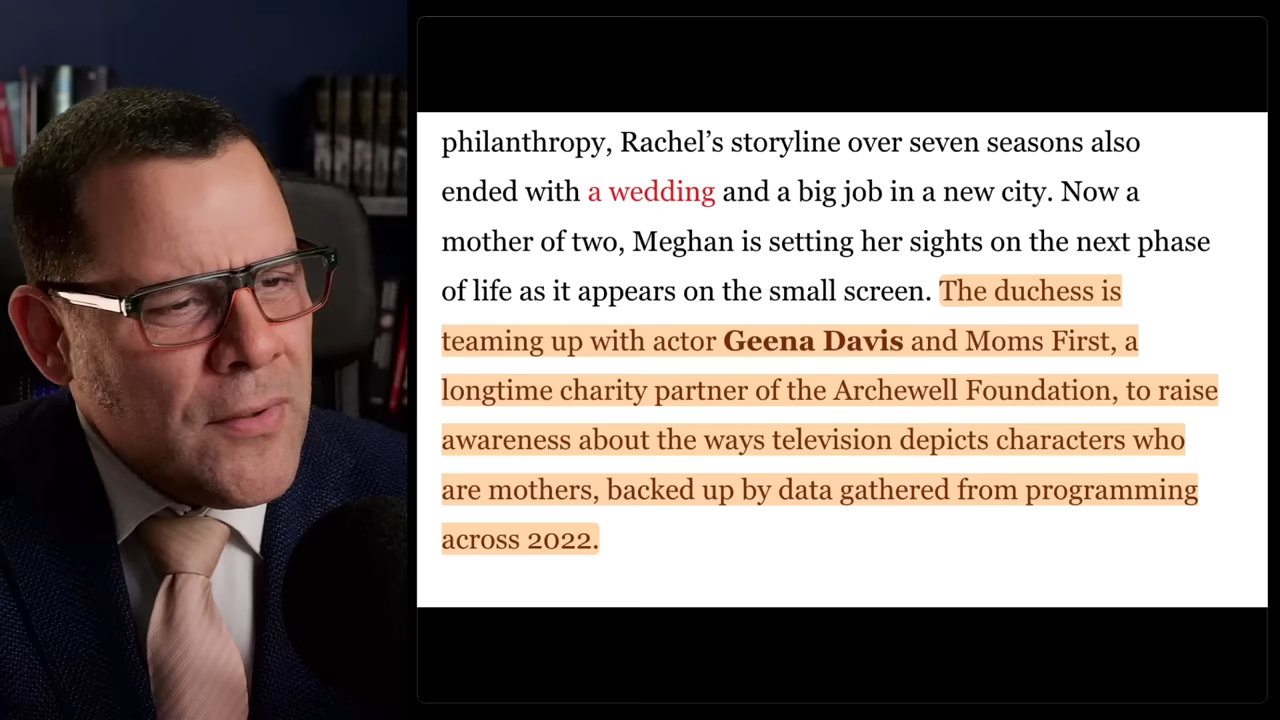 philanthropy, Rachel’s storyline over seven seasons also
ended with a wedding and a big job in a new city. Now a
mother of two, Meghan is setting her sights on the next phase
of life as it appears on the small screen. The duchess is
teaming up with actor Geena Davis and Moms First, a
longtime charity partner of the Archewell Foundation, to raise
awareness about the ways television depicts characters who
are mothers, backed up by data gathered from programming
across 2022.